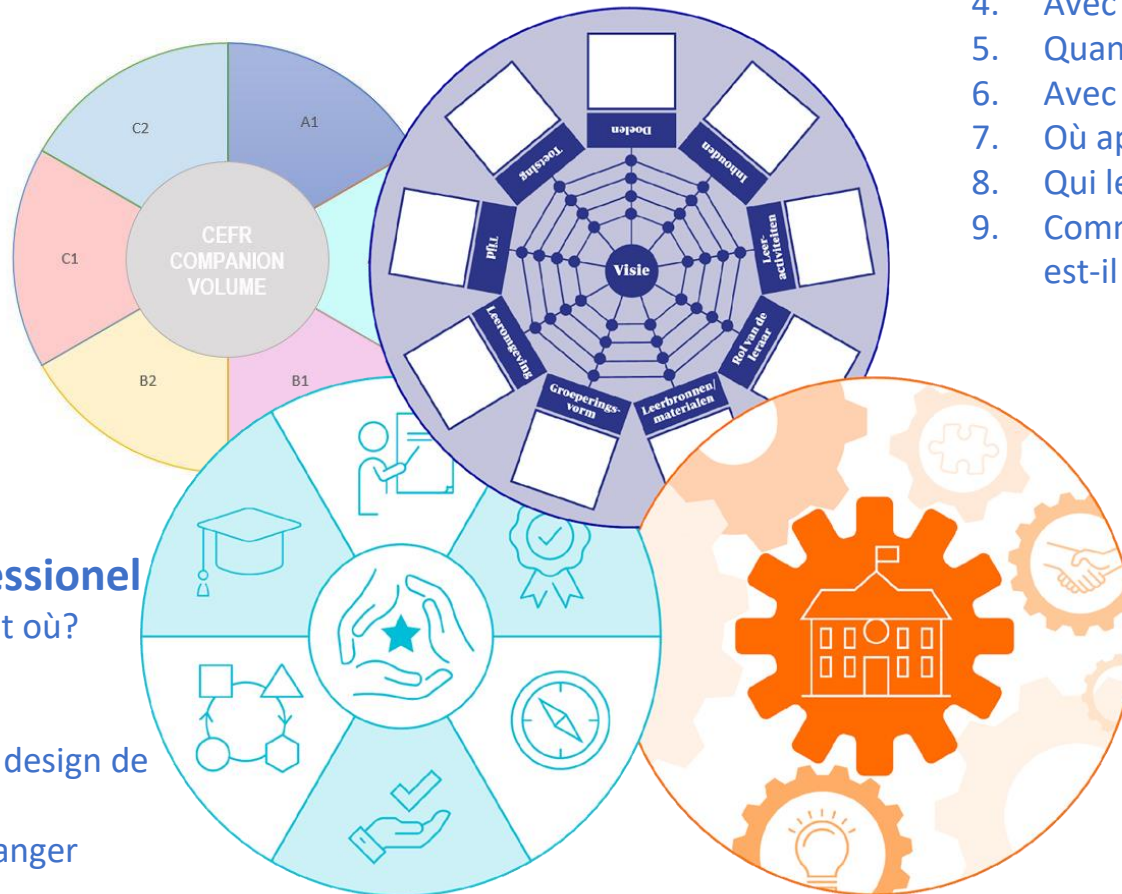 4. Avec
5. Quan
6. Avec
7. Où ap
8. Qui le
9. Comm
est-il
C2
A1
C1
B2
B1
CEFR
COMPANION
VOLUME
Doelen
Inhouden
Leer-
activiteiten
Rol van de
leraar
Leerbronnen/
materialen
Groeperings-
vorm
Leeromgeving
Tijd
Toetsing
Visie
essionel
t où?
design de
anger